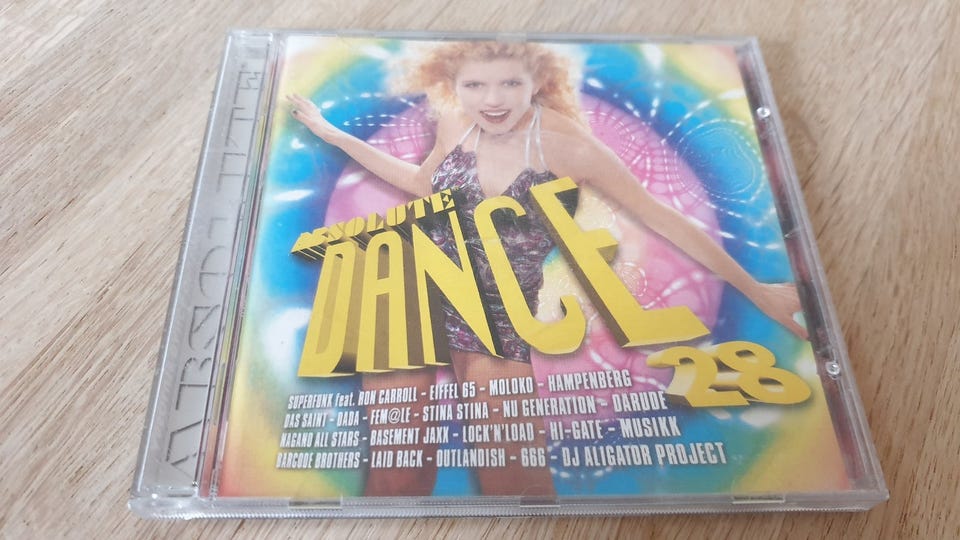 ABSOLUTE
ABSOLUTE
DANCE
28
SUPERFUNK feat. RON CARROLL - EIFFEL 65 - MOLOKO - HAMPENBERG
DAS SAINT - DADA - FEM@LE - STINA STINA - NU GENERATION - DARUDE
NAGANO ALL STARS - BASEMENT JAXX - LOCK'N'LOAD - HI-GATE - MUSIKK
BARCODE BROTHERS - LAID BACK - OUTLANDISH - 666 - DJ ALIGATOR PROJECT